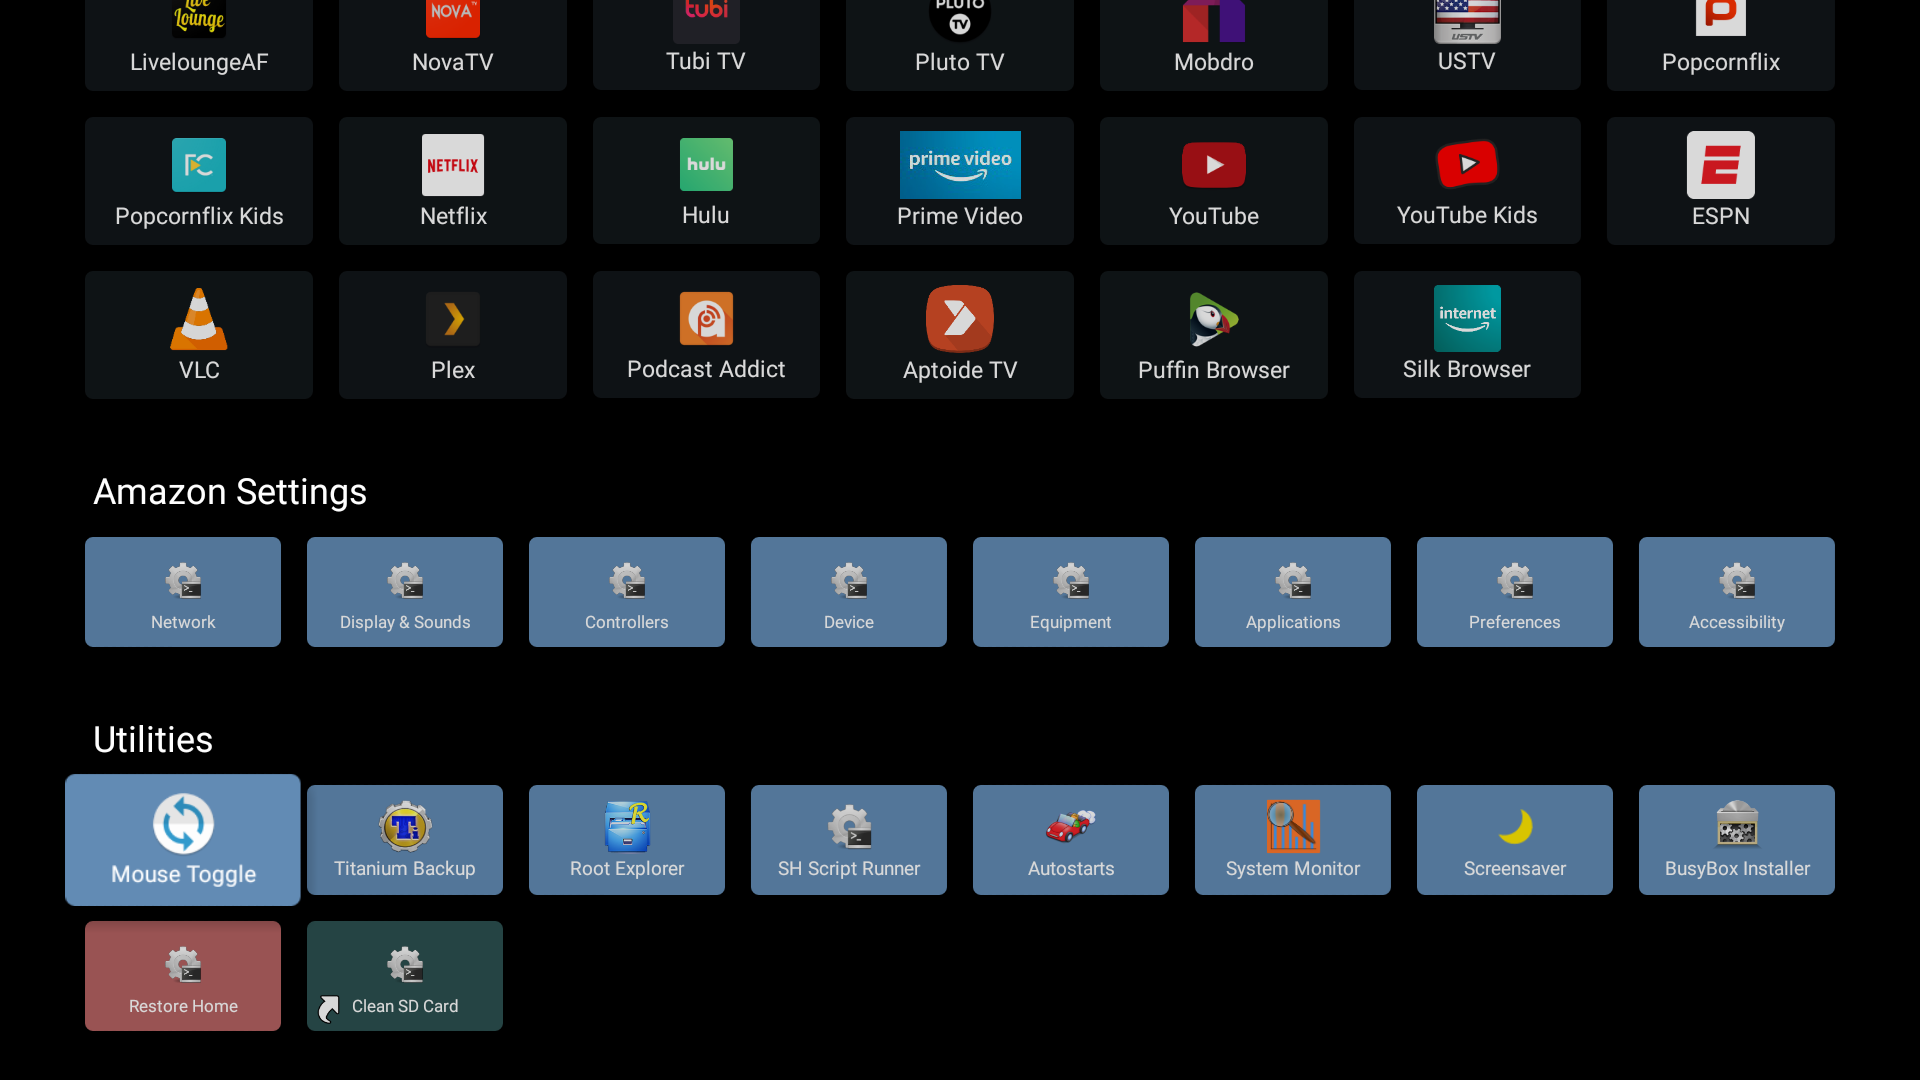 Live
Lounge
NOVA
tubi
PLUTO
TV
USTV
P
LiveloungeAF
NovaTV
Tubi TV
Pluto TV
Mobdro
USTV
Popcornflix
FC
NETFLIX
hulu
prime video
E
Popcornflix Kids
Netflix
Hulu
Prime Video
YouTube
YouTube Kids
ESPN
internet
VLC
Plex
Podcast Addict
Aptoide TV
Puffin Browser
Silk Browser
Amazon Settings
Network
Display & Sounds
Controllers
Device
Equipment
Applications
Preferences
Accessibility
Utilities
Mouse Toggle
Titanium Backup
Root Explorer
SH Script Runner
Autostarts
System Monitor
Screensaver
BusyBox Installer
Restore Home
Clean SD Card